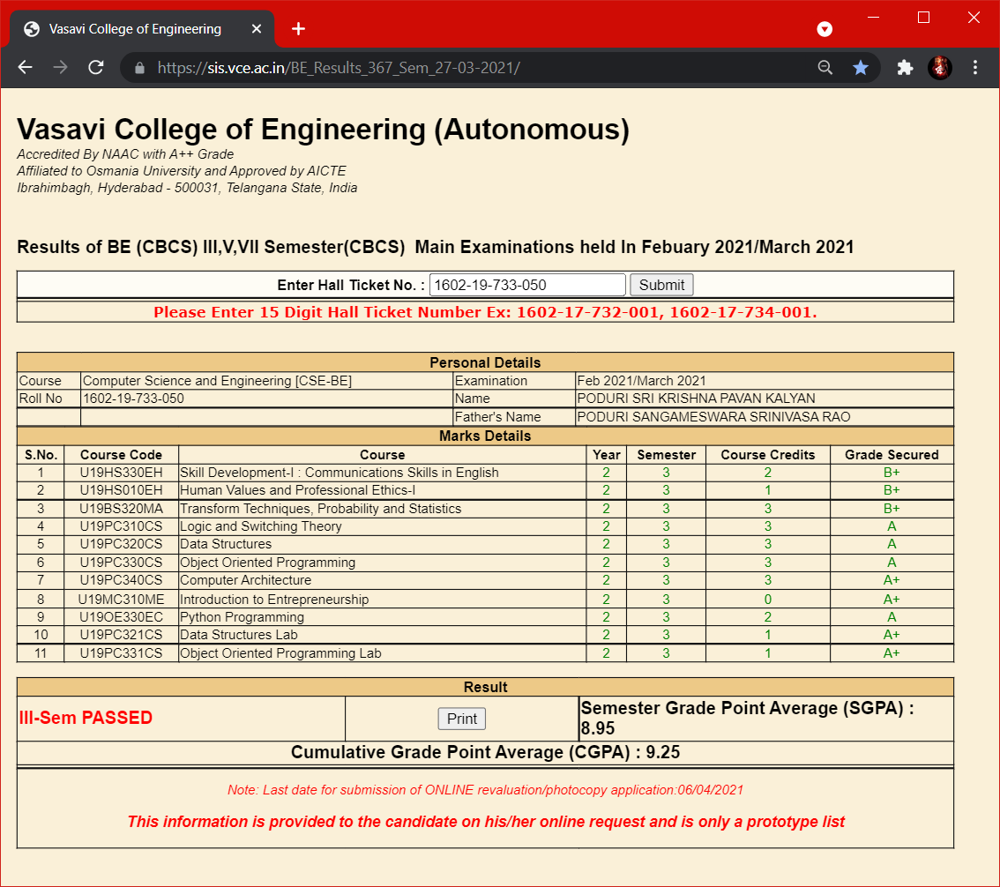 Vasavi College of Engineering
https://sis.vce.ac.in/BE_Results_367_Sem_27-03-2021/
Vasavi College of Engineering (Autonomous)
Accredited By NAAC with A++ Grade
Affiliated to Osmania University and Approved by AICTE
Ibrahimbagh, Hyderabad - 500031, Telangana State, India
Results of BE (CBCS) III,V,VII Semester(CBCS) Main Examinations held In Febuary 2021/March 2021
Enter Hall Ticket No. : 1602-19-733-050 Submit
Please Enter 15 Digit Hall Ticket Number Ex: 1602-17-732-001, 1602-17-734-001.
Personal Details
Course Computer Science and Engineering [CSE-BE] Examination Feb 2021/March 2021
Roll No 1602-19-733-050 Name PODURI SRI KRISHNA PAVAN KALYAN
Father's Name PODURI SANGAMESWARA SRINIVASA RAO
Marks Details
S.No. Course Code Course Year Semester Course Credits Grade Secured
1 U19HS330EH Skill Development-I : Communications Skills in English 2 3 2 B+
2 U19HS010EH Human Values and Professional Ethics-I 2 3 1 B+
3 U19BS320MA Transform Techniques, Probability and Statistics 2 3 3 B+
4 U19PC310CS Logic and Switching Theory 2 3 3 A
5 U19PC320CS Data Structures 2 3 3 A
6 U19PC330CS Object Oriented Programming 2 3 3 A
7 U19PC340CS Computer Architecture 2 3 3 A+
8 U19MC310ME Introduction to Entrepreneurship 2 3 0 A+
9 U19OE330EC Python Programming 2 3 2 A
10 U19PC321CS Data Structures Lab 2 3 1 A+
11 U19PC331CS Object Oriented Programming Lab 2 3 1 A+
Result
III-Sem PASSED Print Semester Grade Point Average (SGPA) :
8.95
Cumulative Grade Point Average (CGPA) : 9.25
Note: Last date for submission of ONLINE revaluation/photocopy application:06/04/2021
This information is provided to the candidate on his/her online request and is only a prototype list